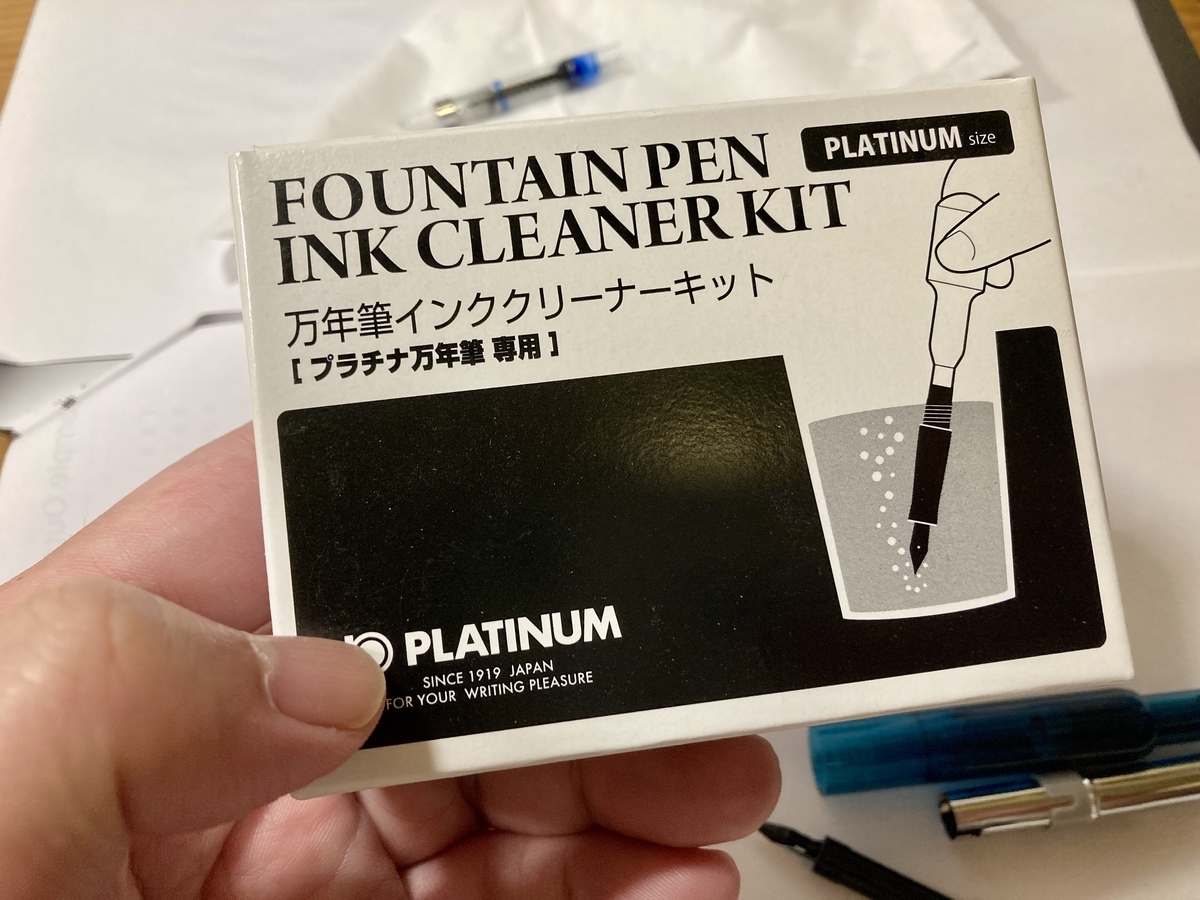 PLATINUM size
FOUNTAIN PEN
INK CLEANER KIT
万年筆インククリーナーキット
[ プラチナ万年筆 専用 ]
PLATINUM
SINCE 1919 JAPAN
FOR YOUR WRITING PLEASURE